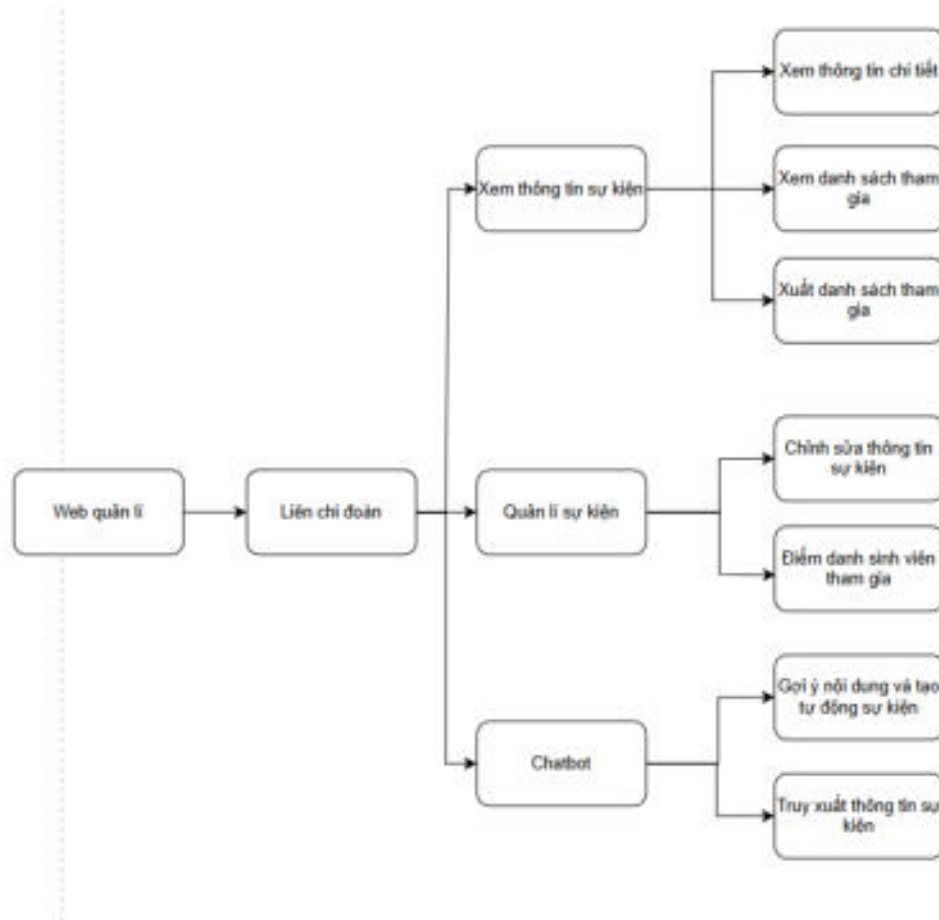 Xem thông tin chi tiết
Xem thông tin sự kiện
Xem danh sách tham
gia
Xuất danh sách tham
gia
Web quản lí
Liên chi đoàn
Quản lí sự kiện
Chỉnh sửa thông tin
sự kiện
Điểm danh sinh viên
tham gia
Chatbot
Gợi ý nội dung và tạo
tự động sự kiện
Truy xuất thông tin sự
kiện